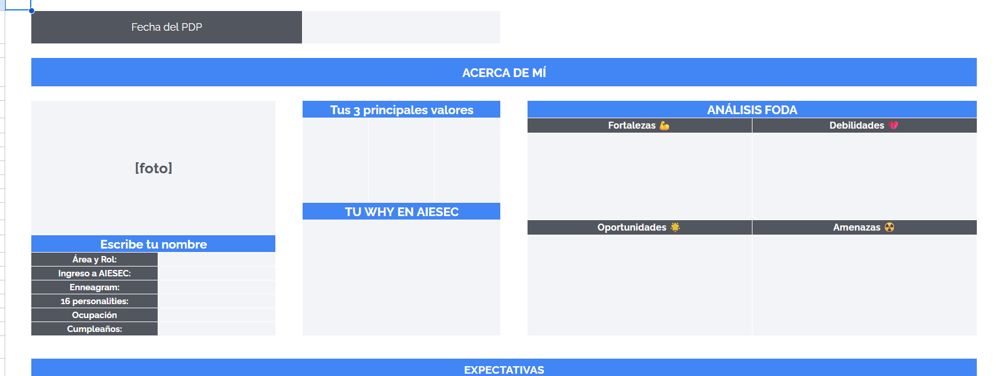 Fecha del PDP
ACERCA DE MÍ
[foto]
Escribe tu nombre
Área y Rol:
Ingreso a AIESEC:
Enneagram:
16 personalities:
Ocupación
Cumpleaños:
Tus 3 principales valores
TU WHY EN AIESEC
ANÁLISIS FODA
Fortalezas 💪
Debilidades 💔
Oportunidades 🌟
Amenazas ☢️
EXPECTATIVAS